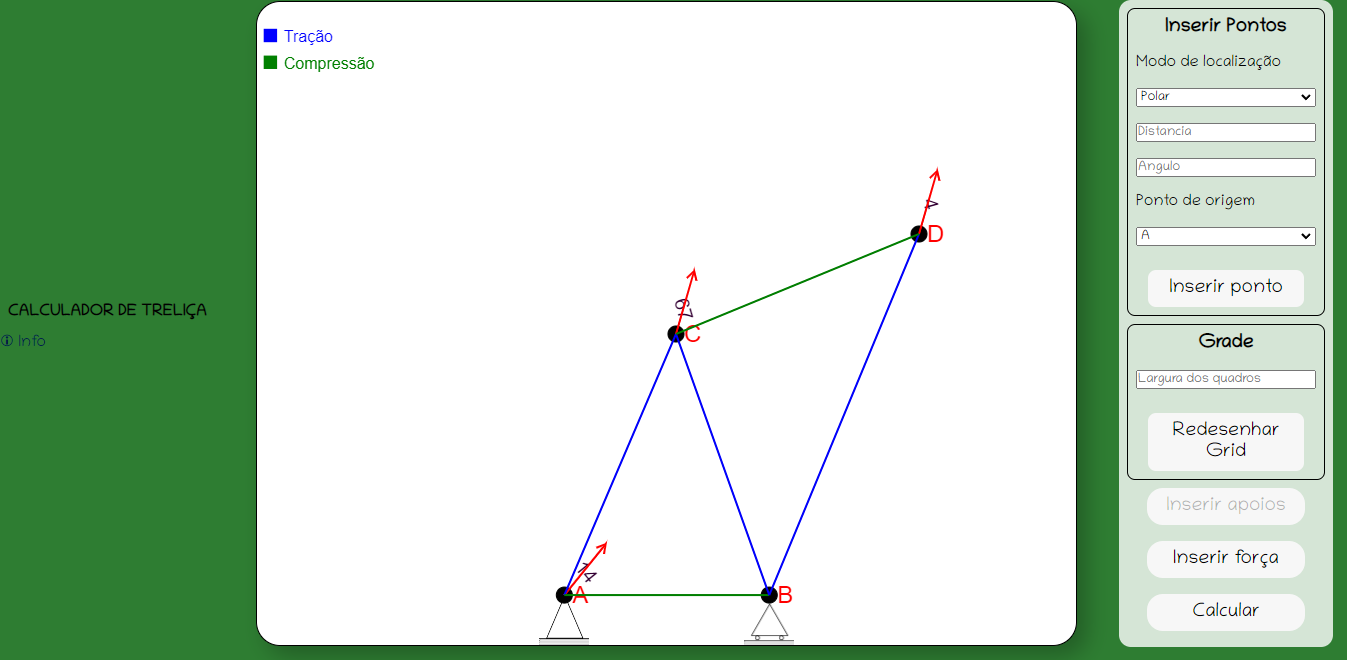 CALCULADOR DE TRELIÇA
ⓘ Info
Tração
Compressão
4
D
67
C
14
A
B
Inserir Pontos
Modo de localização
Polar
Distancia
Angulo
Ponto de origem
A
Inserir ponto
Grade
Largura dos quadros
Redesenhar
Grid
Inserir apoios
Inserir força
Calcular